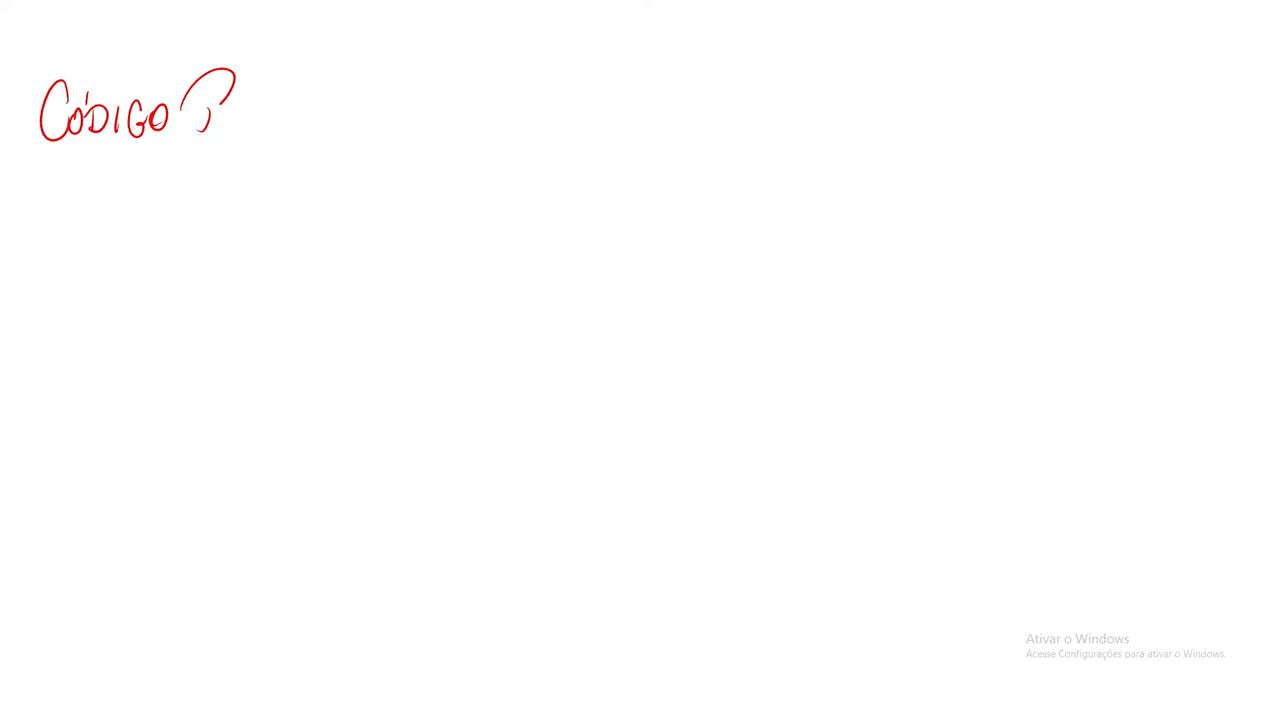 CÓDIGO ?
Ativar o Windows
Acesse Configurações para ativar o Windows.